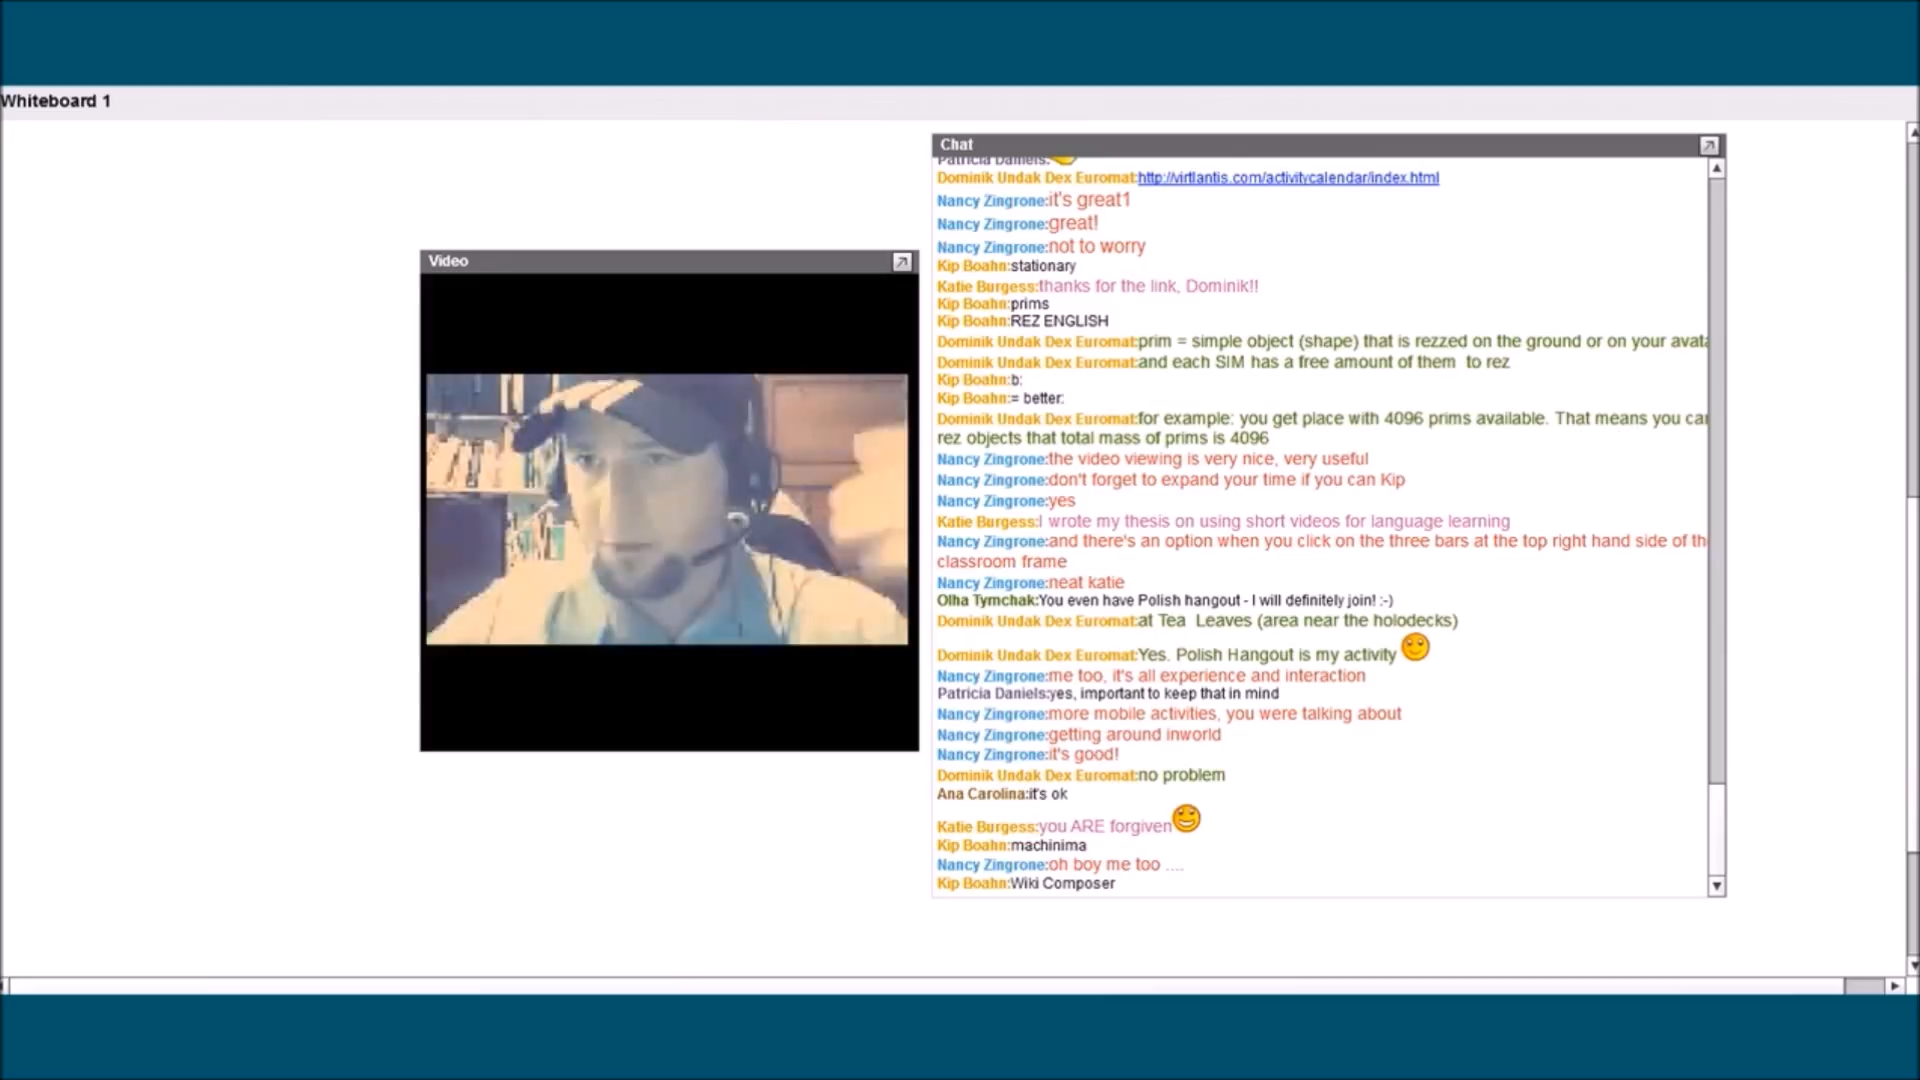 Whiteboard 1
Video
Chat
Patricia Daniels:
Dominik Undak Dex Euromat:http://virtlantis.com/activitycalendar/index.html
Nancy Zingrone:it's great1
Nancy Zingrone:great!
Nancy Zingrone:not to worry
Kip Boahn:stationary
Katie Burgess:thanks for the link, Dominik!!
Kip Boahn:prims
Kip Boahn:REZ ENGLISH
Dominik Undak Dex Euromat:prim = simple object (shape) that is rezzed on the ground or on your avata
Dominik Undak Dex Euromat:and each SIM has a free amount of them to rez
Kip Boahn:b:
Kip Boahn:= better:
Dominik Undak Dex Euromat:for example: you get place with 4096 prims available. That means you can
rez objects that total mass of prims is 4096
Nancy Zingrone:the video viewing is very nice, very useful
Nancy Zingrone:don't forget to expand your time if you can Kip
Nancy Zingrone:yes
Katie Burgess:I wrote my thesis on using short videos for language learning
Nancy Zingrone:and there's an option when you click on the three bars at the top right hand side of th
classroom frame
Nancy Zingrone:neat katie
Olha Tymchak:You even have Polish hangout - I will definitely join! :-)
Dominik Undak Dex Euromat:at Tea Leaves (area near the holodecks)
Dominik Undak Dex Euromat:Yes. Polish Hangout is my activity
Nancy Zingrone:me too, it's all experience and interaction
Patricia Daniels:yes, important to keep that in mind
Nancy Zingrone:more mobile activities, you were talking about
Nancy Zingrone:getting around inworld
Nancy Zingrone:it's good!
Dominik Undak Dex Euromat:no problem
Ana Carolina:it's ok
Katie Burgess:you ARE forgiven
Kip Boahn:machinima
Nancy Zingrone:oh boy me too ....
Kip Boahn:Wiki Composer